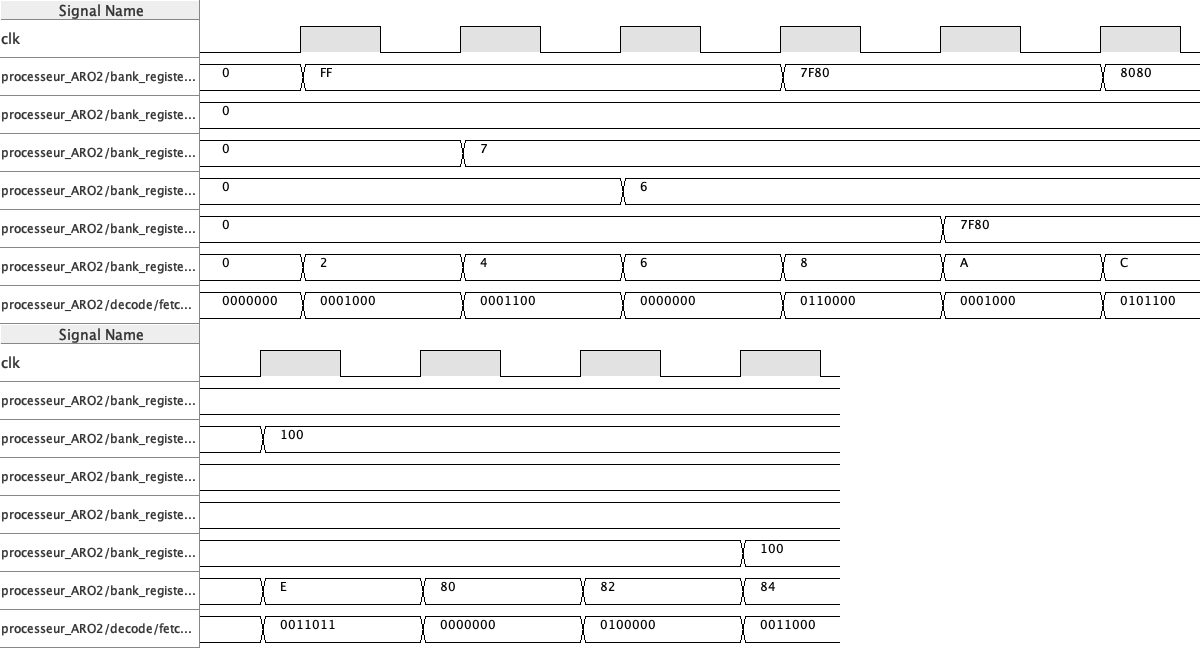 Signal Name
clk
processeur_ARO2/bank_registe... 0 FF 7F80 8080
processeur_ARO2/bank_registe... 0
processeur_ARO2/bank_registe... 0 7
processeur_ARO2/bank_registe... 0 6
processeur_ARO2/bank_registe... 0 7F80
processeur_ARO2/bank_registe... 0 2 4 6 8 A C
processeur_ARO2/decode/fetc... 0000000 0001000 0001100 0000000 0110000 0001000 0101100
Signal Name
clk
processeur_ARO2/bank_registe...
processeur_ARO2/bank_registe... 100
processeur_ARO2/bank_registe...
processeur_ARO2/bank_registe...
processeur_ARO2/bank_registe... 100
processeur_ARO2/bank_registe... E 80 82 84
processeur_ARO2/decode/fetc... 0011011 0000000 0100000 0011000